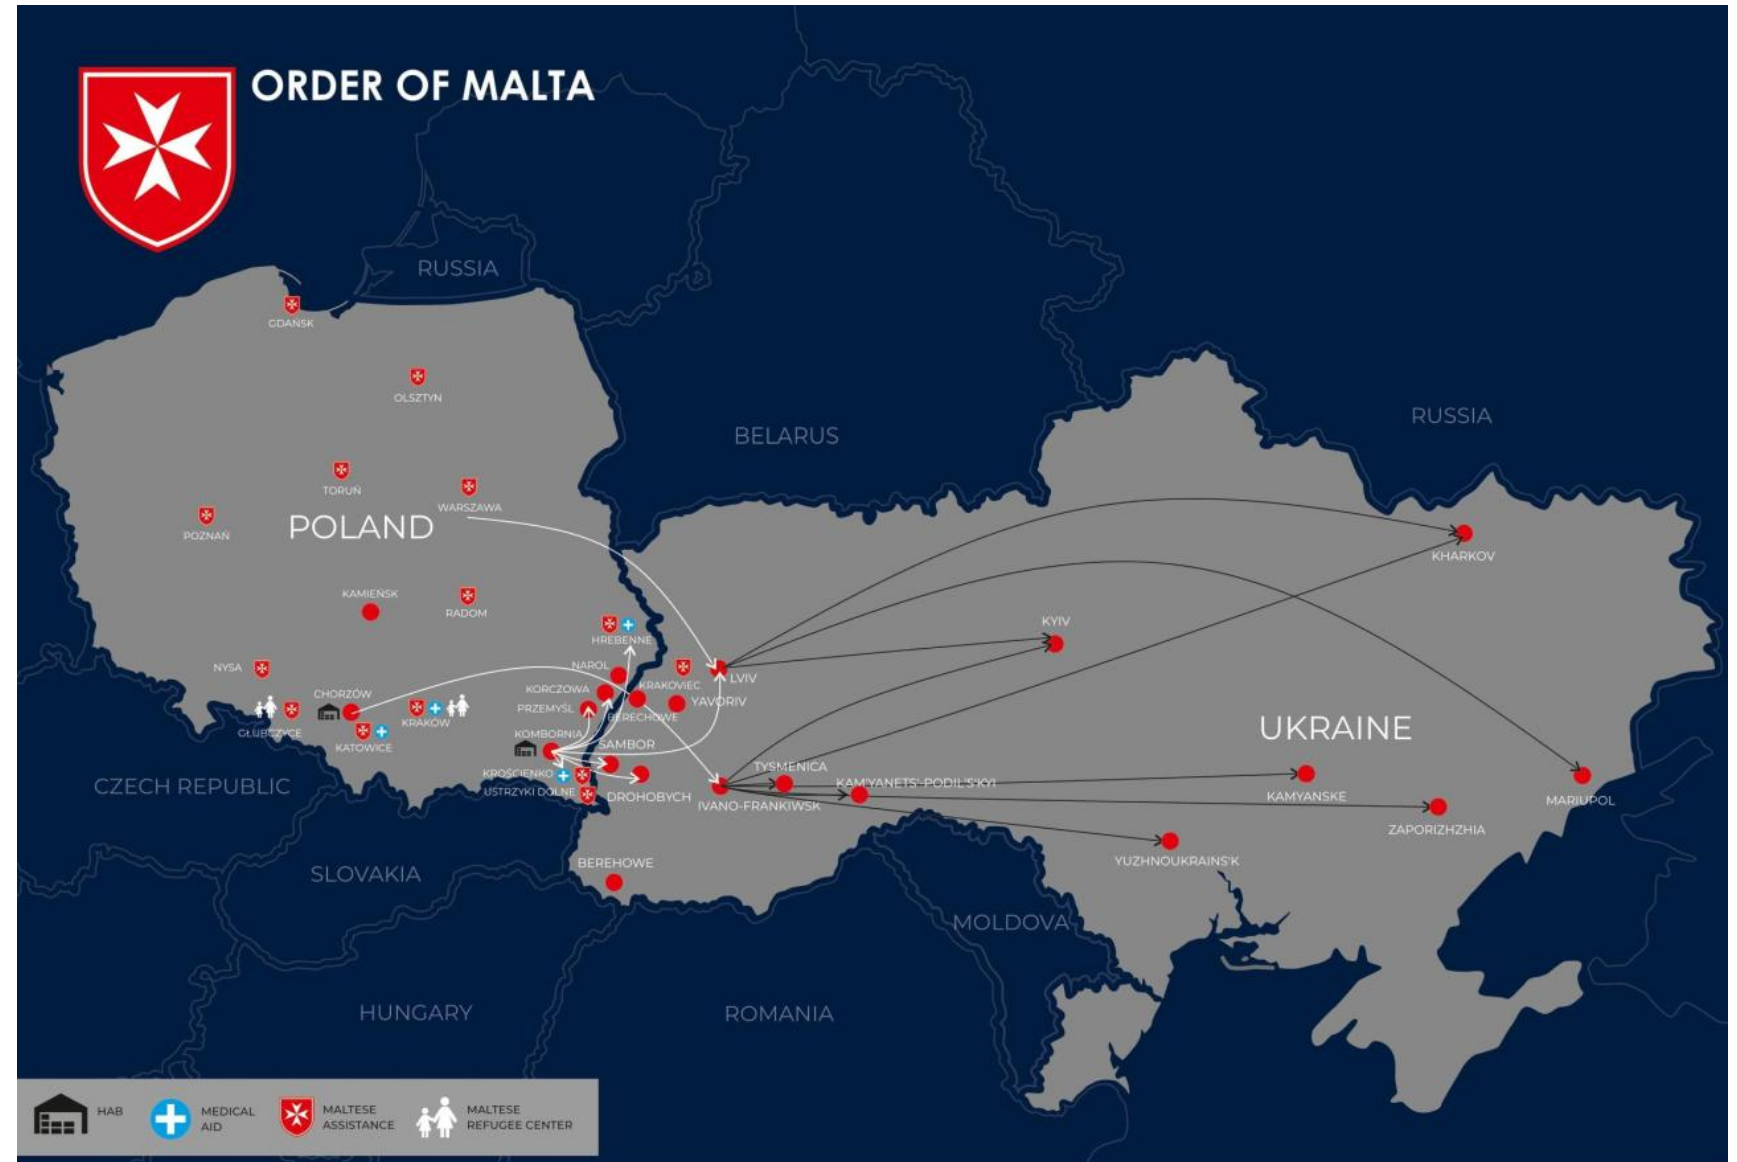 ORDER OF MALTA
RUSSIA
GDAŃSK
OLSZTYN
RUSSIA
BELARUS
TORUŃ
WARSZAWA
POZNAŃ
POLAND
KHARKOV
KAMIEŃSK
RADOM
KYIV
HREBENNE
NYSA
NAROL
LVIV
KRAKOVIEC
KORCZOWA
CHORZÓW
YAVORIV
PRZEMYŚL
BERECHOWE
KRAKÓW
GŁUBCZYCE
UKRAINE
KOMBORNIA
KATOWICE
SAMBOR
TYSMENICA
KROŚCIENKO
KAM'YANETS'-PODIL'S'KYI
CZECH REPUBLIC
USTRZYKI DOLNE
DROHOBYCH
KAMYANSKE
MARIUPOL
IVANO-FRANKIWSK
ZAPORIZHZHIA
BEREHOWE
YUZHNOUKRAINS'K
SLOVAKIA
MOLDOVA
HUNGARY
ROMANIA
HAB
MEDICAL
AID
MALTESE
ASSISTANCE
MALTESE
REFUGEE CENTER